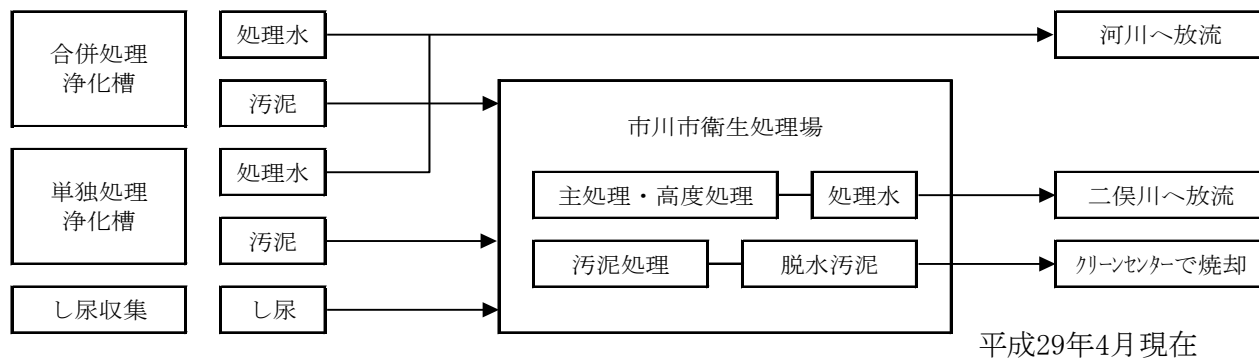 合併処理
浄化槽
処理水
河川へ放流
汚泥
市川市衛生処理場
単独処理
浄化槽
処理水
主処理・高度処理
処理水
二俣川へ放流
汚泥
汚泥処理
脱水汚泥
クリーンセンターで焼却
し尿収集
し尿
平成29年4月現在